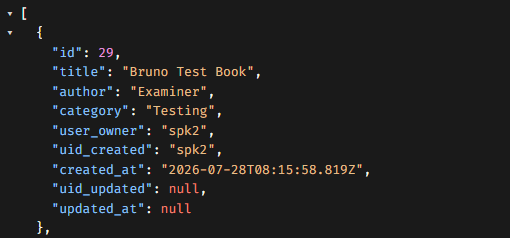 [
{
"id": 29,
"title": "Bruno Test Book",
"author": "Examiner",
"category": "Testing",
"user_owner": "spk2",
"uid_created": "spk2",
"created_at": "2026-07-28T08:15:58.819Z",
"uid_updated": null,
"updated_at": null
},